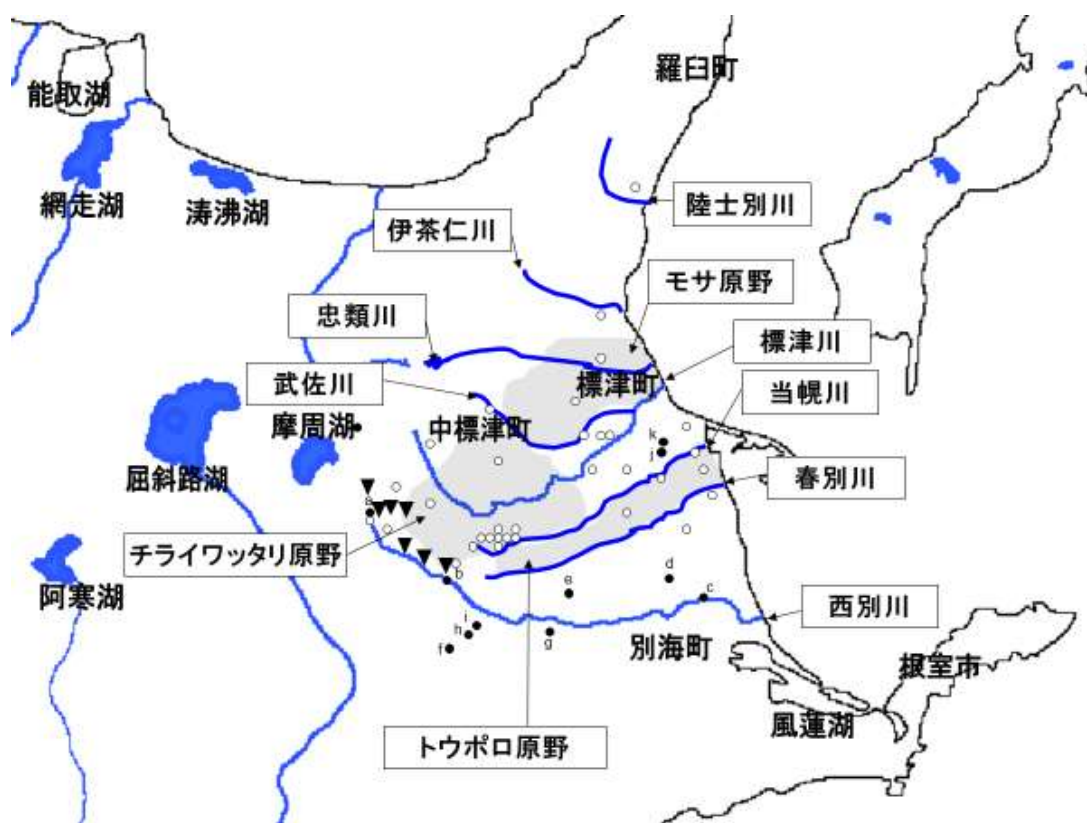 羅臼町
能取湖
網走湖
涛沸湖
陸士別川
伊茶仁川
モサ原野
忠類川
標津川
武佐川
標津町
当幌川
摩周湖
中標津町
k
j
屈斜路湖
春別川
a
チライワッタリ原野
b
d
e
c
阿寒湖
西別川
i
h
g
f
別海町
根室市
風蓮湖
トウポロ原野